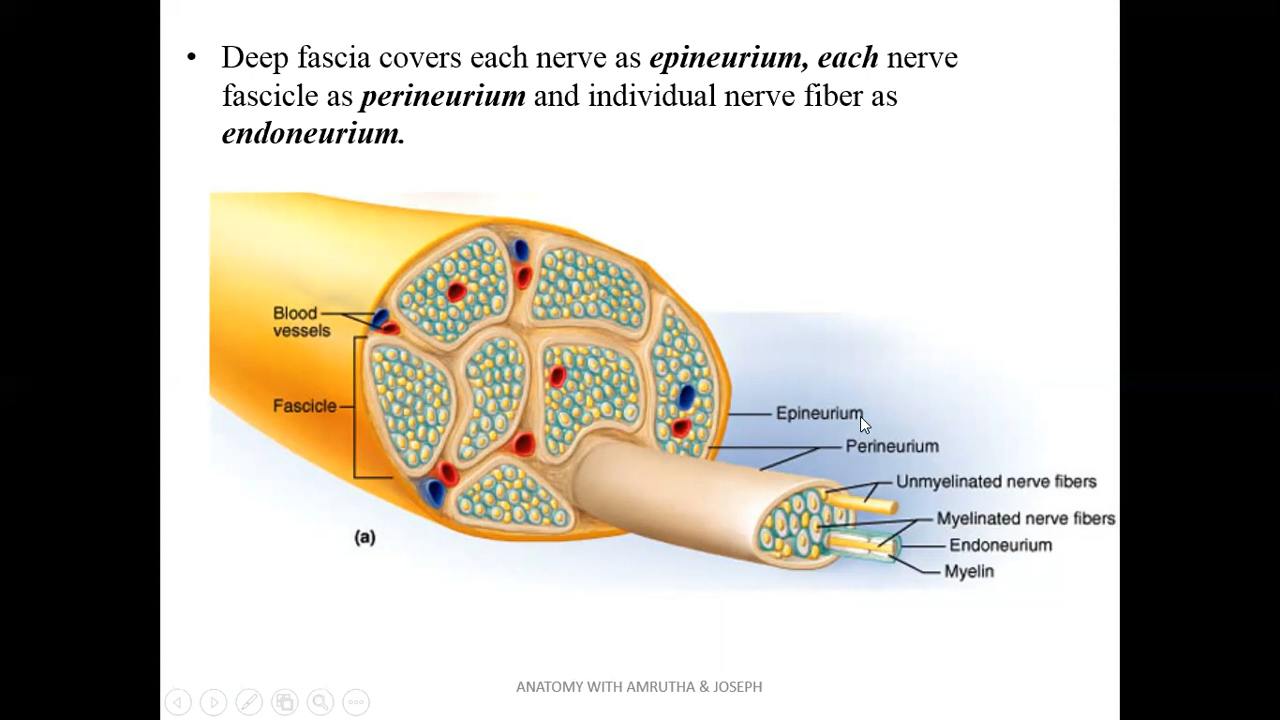 • Deep fascia covers each nerve as epineurium, each nerve
fascicle as perineurium and individual nerve fiber as
endoneurium.
Blood
vessels
Fascicle
Epineurium
Perineurium
Unmyelinated nerve fibers
Myelinated nerve fibers
Endoneurium
Myelin
(a)
ANATOMY WITH AMRUTHA & JOSEPH